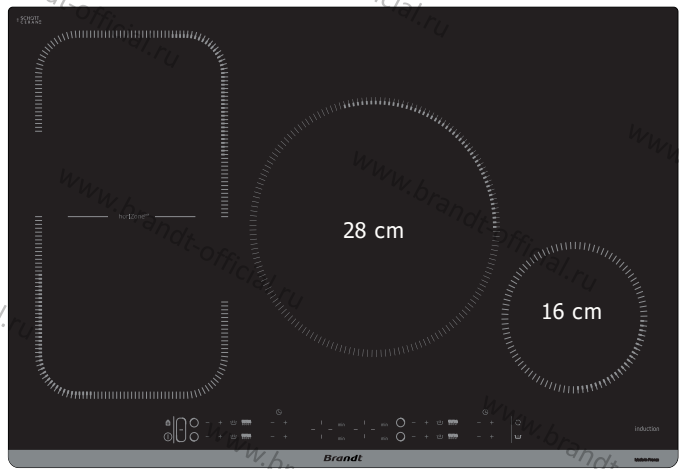 SCHOTT
CERAN®
www.brandt-official.ru
horiZone
28 cm
16 cm
induction
Brandt